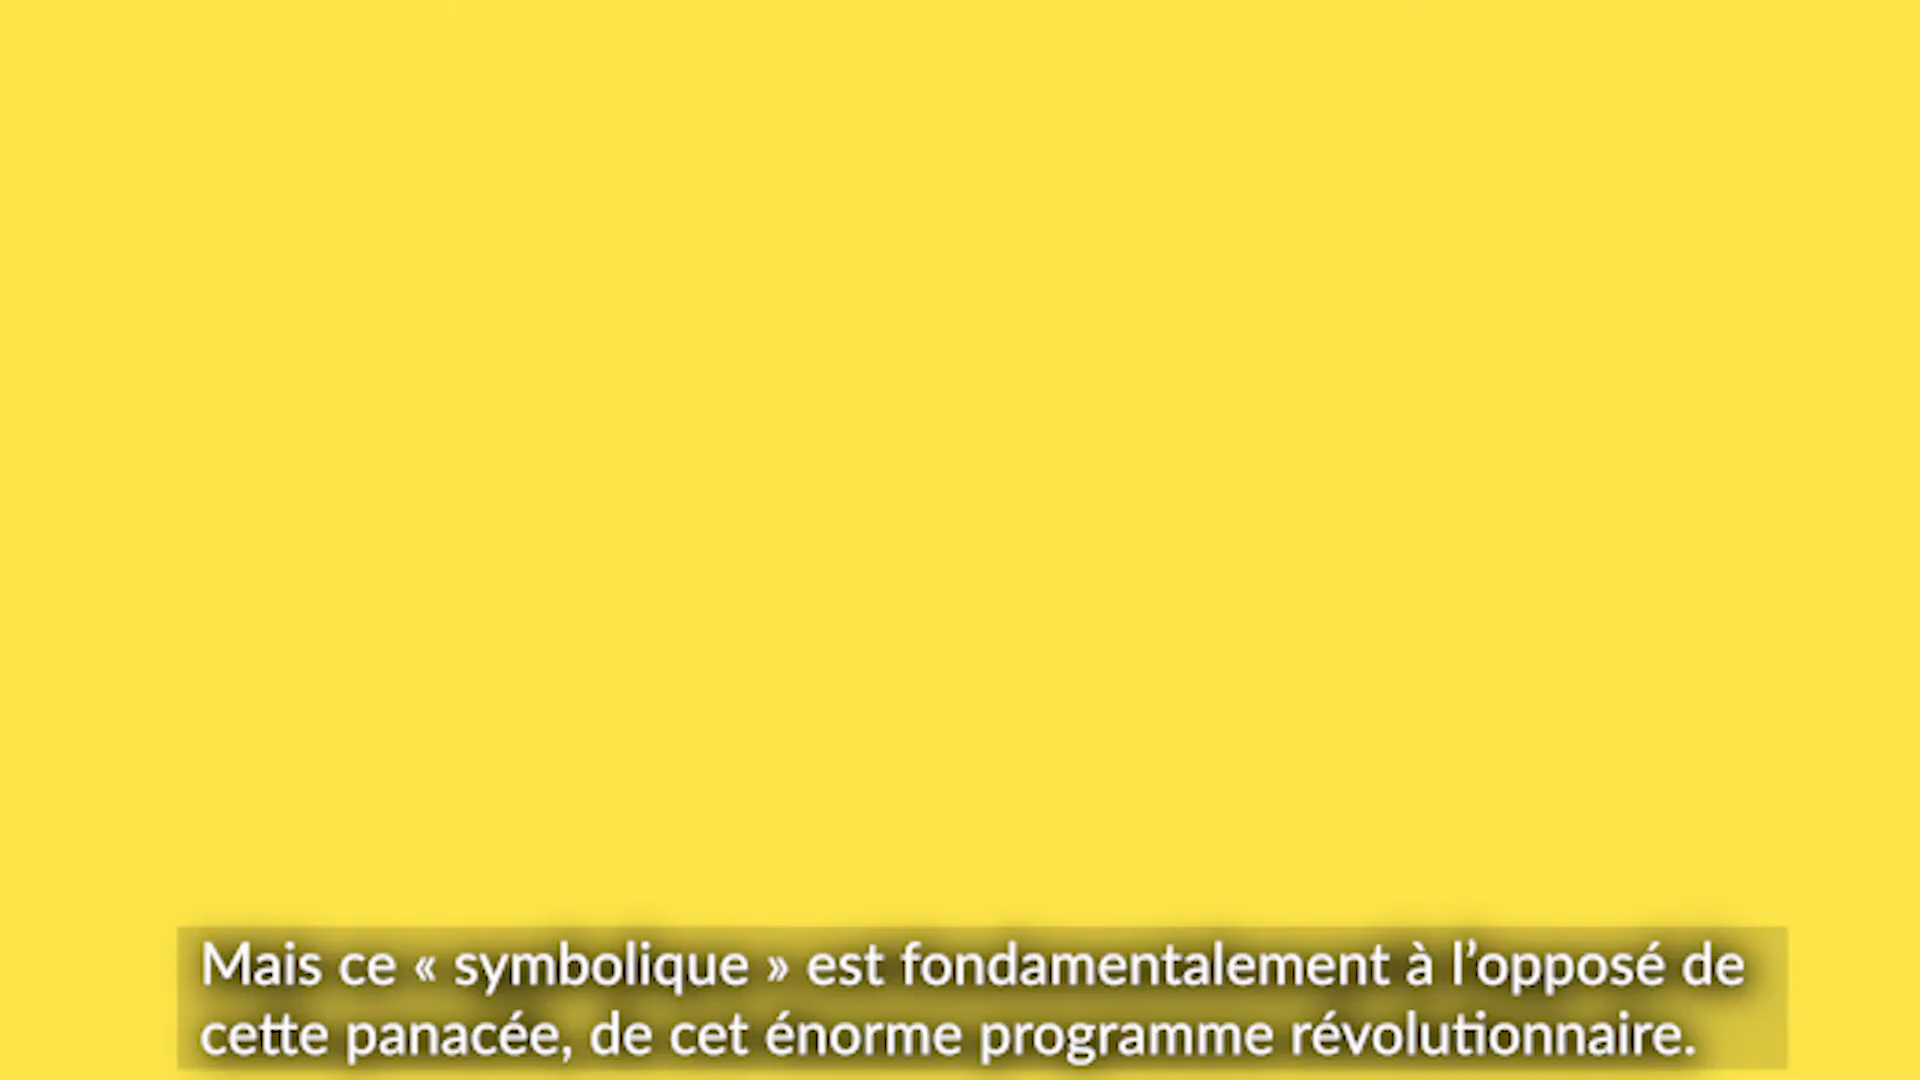 Mais ce « symbolique » est fondamentalement à l’opposé de
cette panacée, de cet énorme programme révolutionnaire.